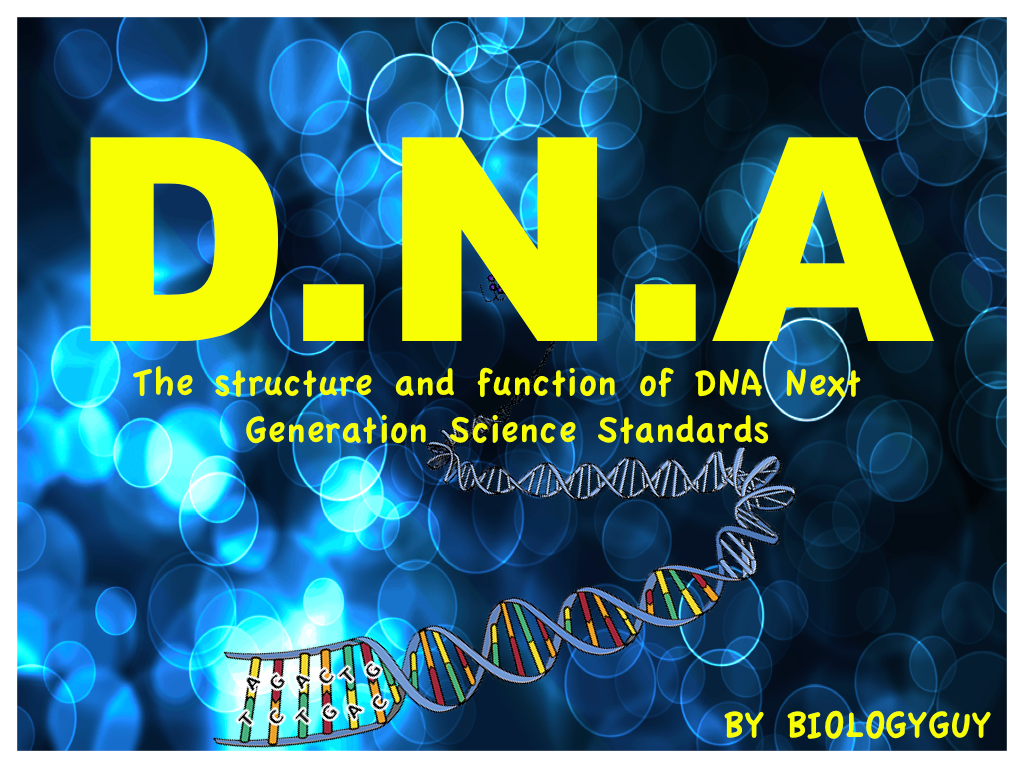 D.N.A
The structure and function of DNA Next
Generation Science Standards
A G A C T G
T C T G A C
BY BIOLOGYGUY